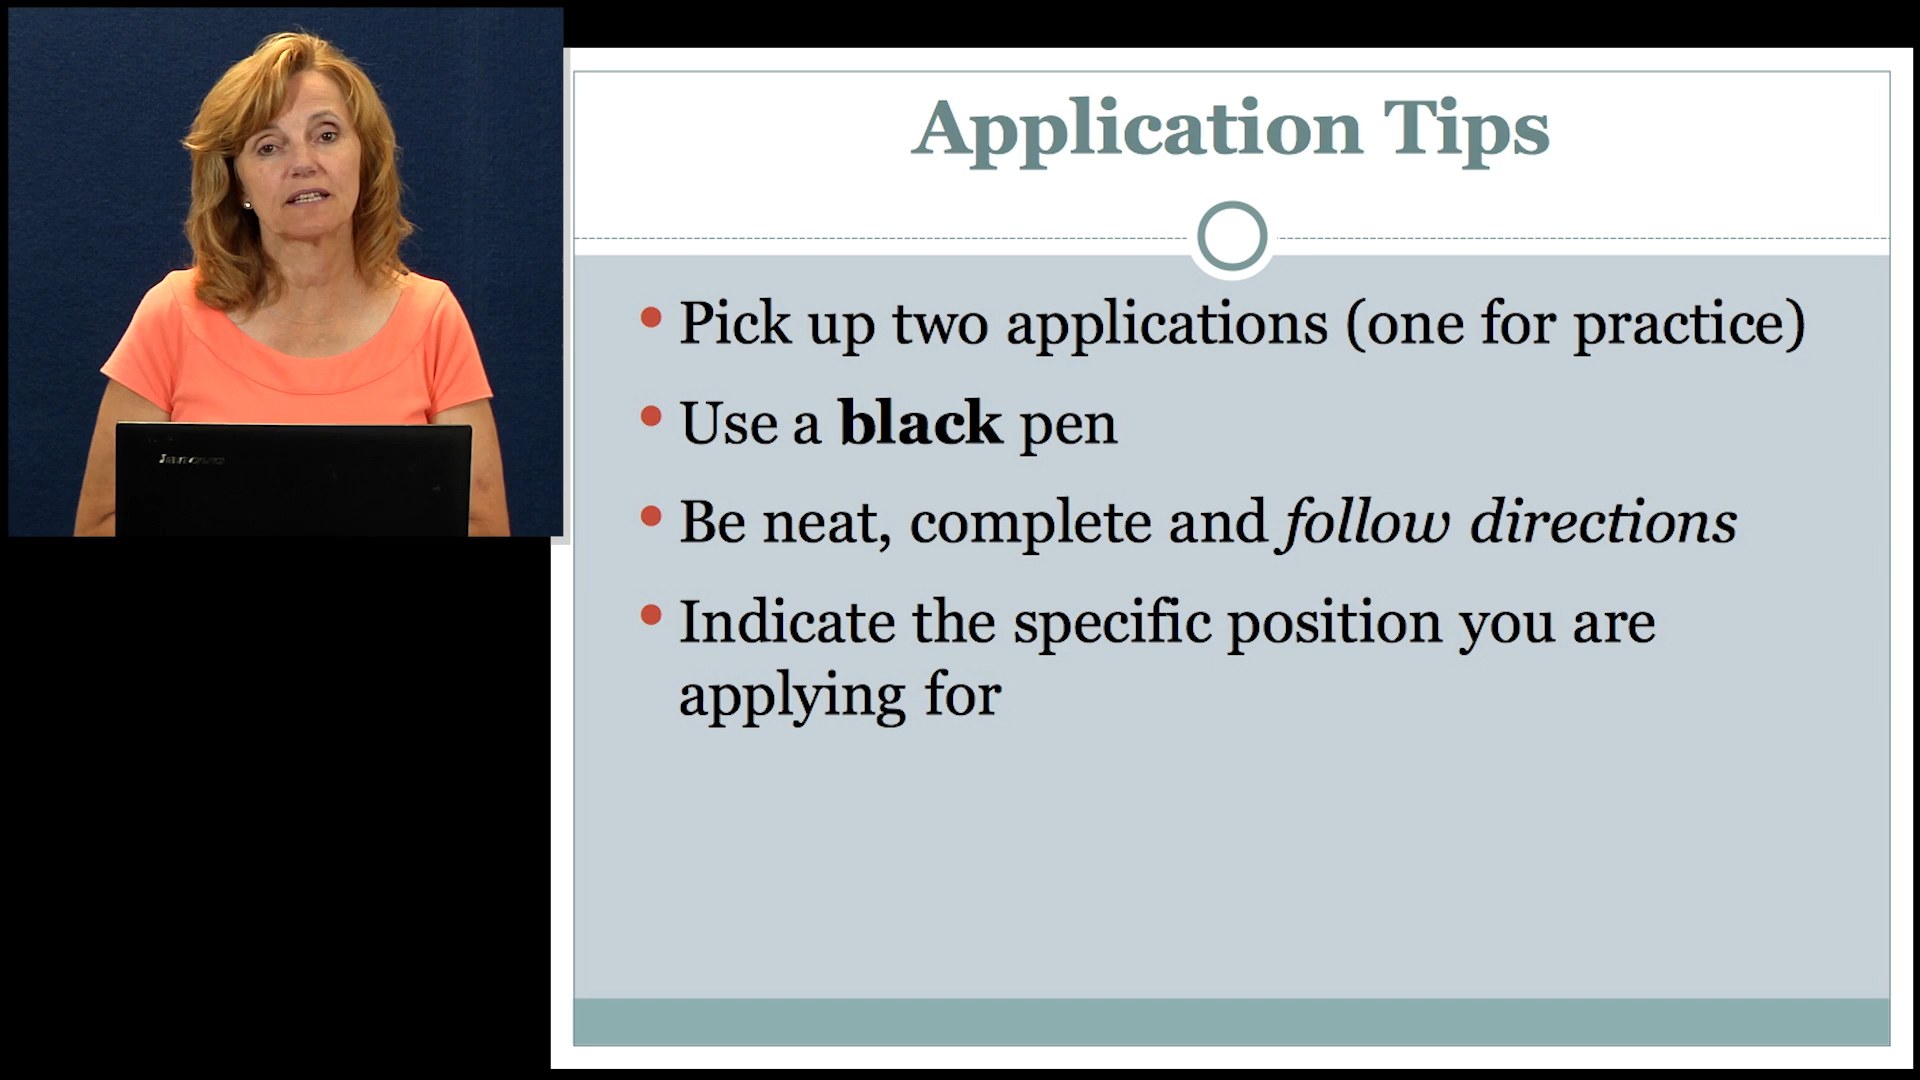 Application Tips
• Pick up two applications (one for practice)
• Use a black pen
• Be neat, complete and follow directions
• Indicate the specific position you are
applying for